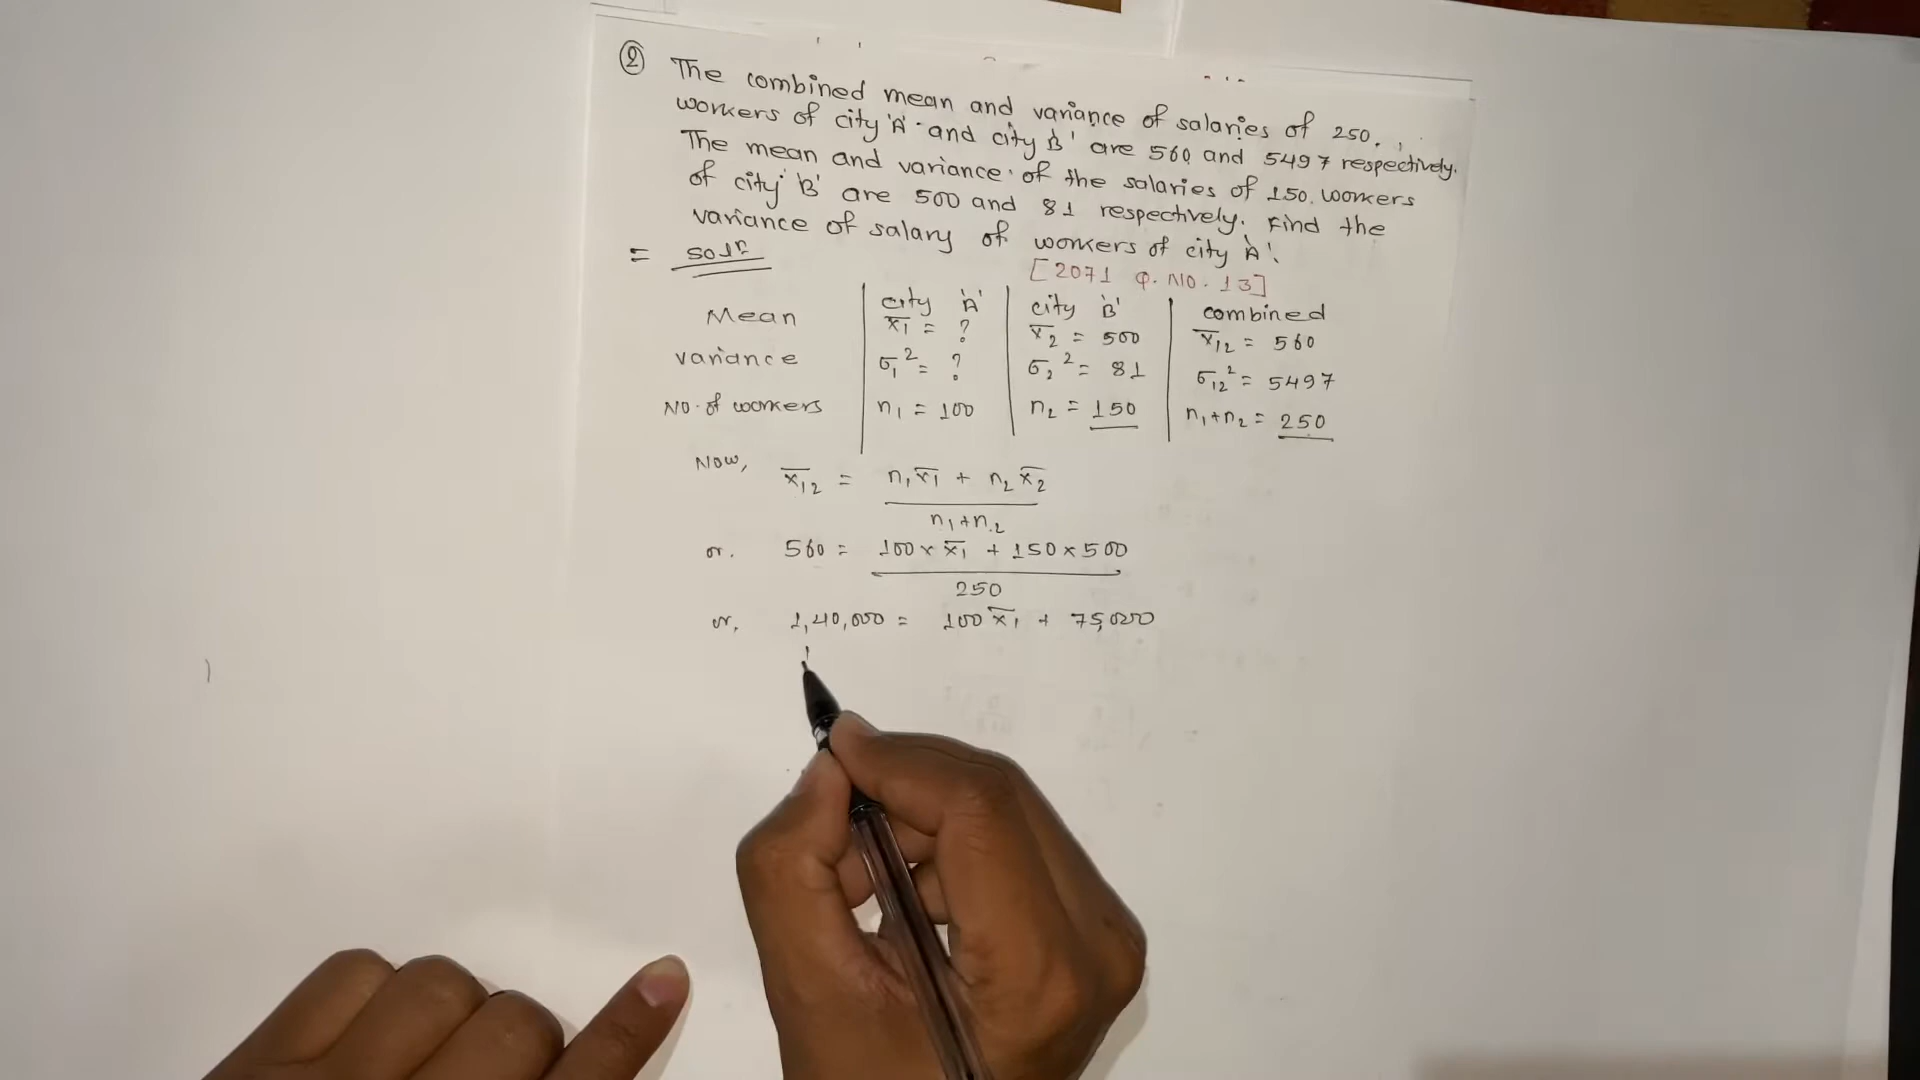 ② The combined mean and variance of salaries of 250.
workers of city 'A' and city 'B' are 560 and 5497 respectively.
The mean and variance of the salaries of 150. workers
of city 'B' are 500 and 81 respectively. Find the
variance of salary of workers of city 'A'.
= soln
[2071 Q. NO. 13]
city 'A' city 'B' combined
Mean x̄₁ = ? x̄₂ = 500 x̄₁₂ = 560
variance σ₁² = ? σ₂² = 81 σ₁₂² = 5497
NO. of workers n₁ = 100 n₂ = 150 n₁+n₂ = 250
Now, x̄₁₂ = n₁x̄₁ + n₂x̄₂
n₁+n₂
or. 560 = 100 × x̄₁ + 150 × 500
250
or, 1,40,000 = 100x̄₁ + 75,000